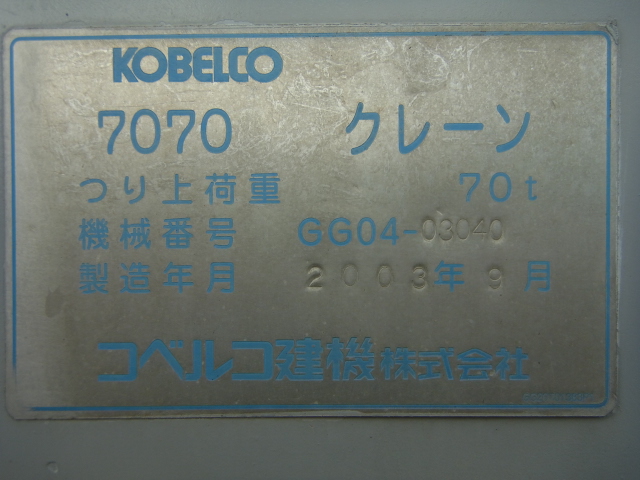 KOBELCO
7070 クレーン
つり上荷重 70t
機械番号 GG04-03040
製造年月 2003年9月
コベルコ建機株式会社